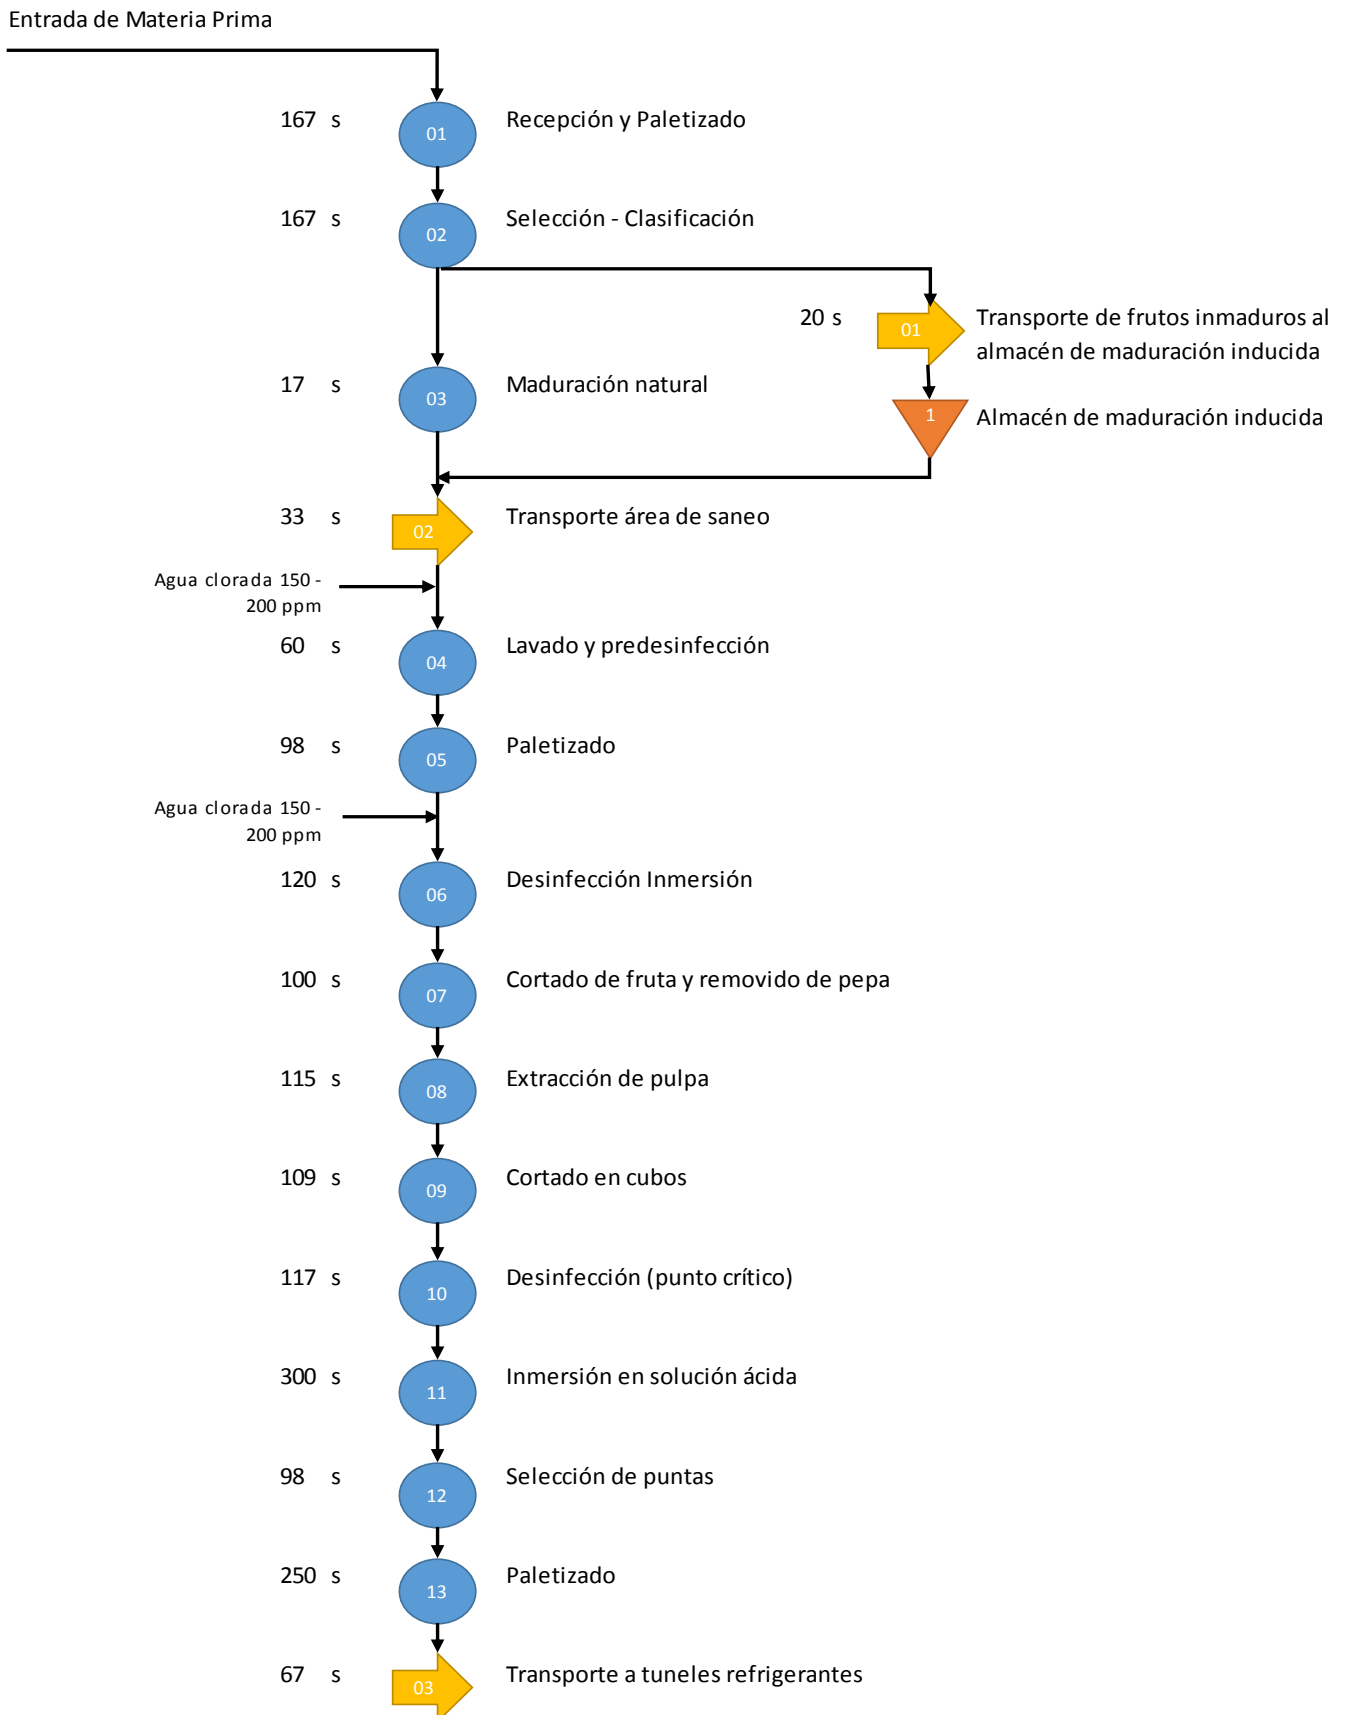 Entrada de Materia Prima
167 s
01
Recepción y Paletizado
167 s
02
Selección - Clasificación
20 s
01
Transporte de frutos inmaduros al
almacén de maduración inducida
17 s
03
Maduración natural
1
Almacén de maduración inducida
33 s
02
Transporte área de saneo
Agua clorada 150 -
200 ppm
60 s
04
Lavado y predesinfección
98 s
05
Paletizado
Agua clorada 150 -
200 ppm
120 s
06
Desinfección Inmersión
100 s
07
Cortado de fruta y removido de pepa
115 s
08
Extracción de pulpa
109 s
09
Cortado en cubos
117 s
10
Desinfección (punto crítico)
300 s
11
Inmersión en solución ácida
98 s
12
Selección de puntas
250 s
13
Paletizado
67 s
03
Transporte a tuneles refrigerantes